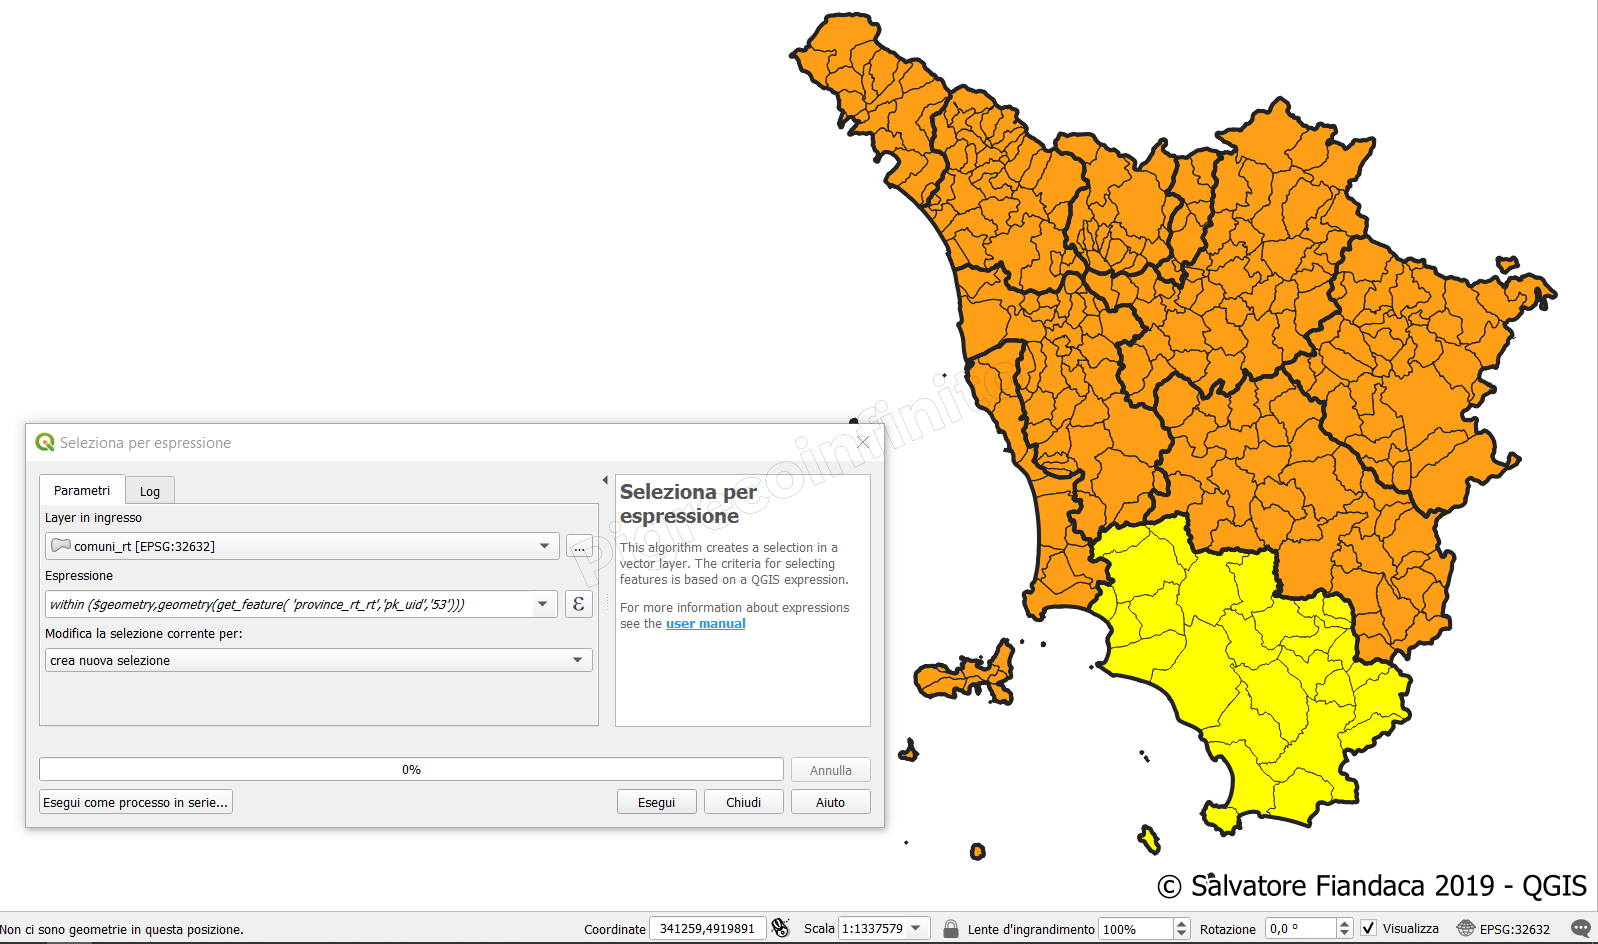 Seleziona per espressione
Parametri
Log
Layer in ingresso
comuni_rt [EPSG:32632]
...
Espressione
within ($geometry,geometry(get_feature( 'province_rt_rt','pk_uid','53')))
ε
Modifica la selezione corrente per:
crea nuova selezione
Seleziona per
espressione
This algorithm creates a selection in a
vector layer. The criteria for selecting
features is based on a QGIS expression.
For more information about expressions
see the user manual
0%
Annulla
Esegui come processo in serie...
Esegui
Chiudi
Aiuto
Pigrecoinfinito
© Salvatore Fiandaca 2019 - QGIS
Non ci sono geometrie in questa posizione.
Coordinate
341259,4919891
Scala
1:1337579
Lente d'ingrandimento
100%
Rotazione
0,0 °
Visualizza
EPSG:32632